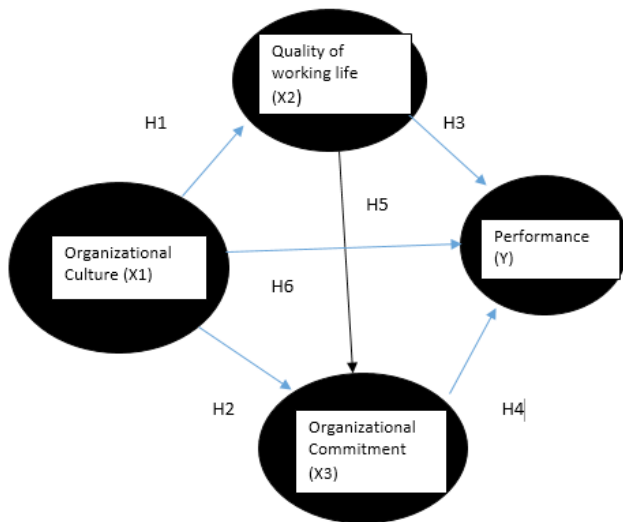 Quality of
working life
(X2)
H1
H3
H5
Organizational
Culture (X1)
Performance
(Y)
H6
H2
Organizational
Commitment
(X3)
H4